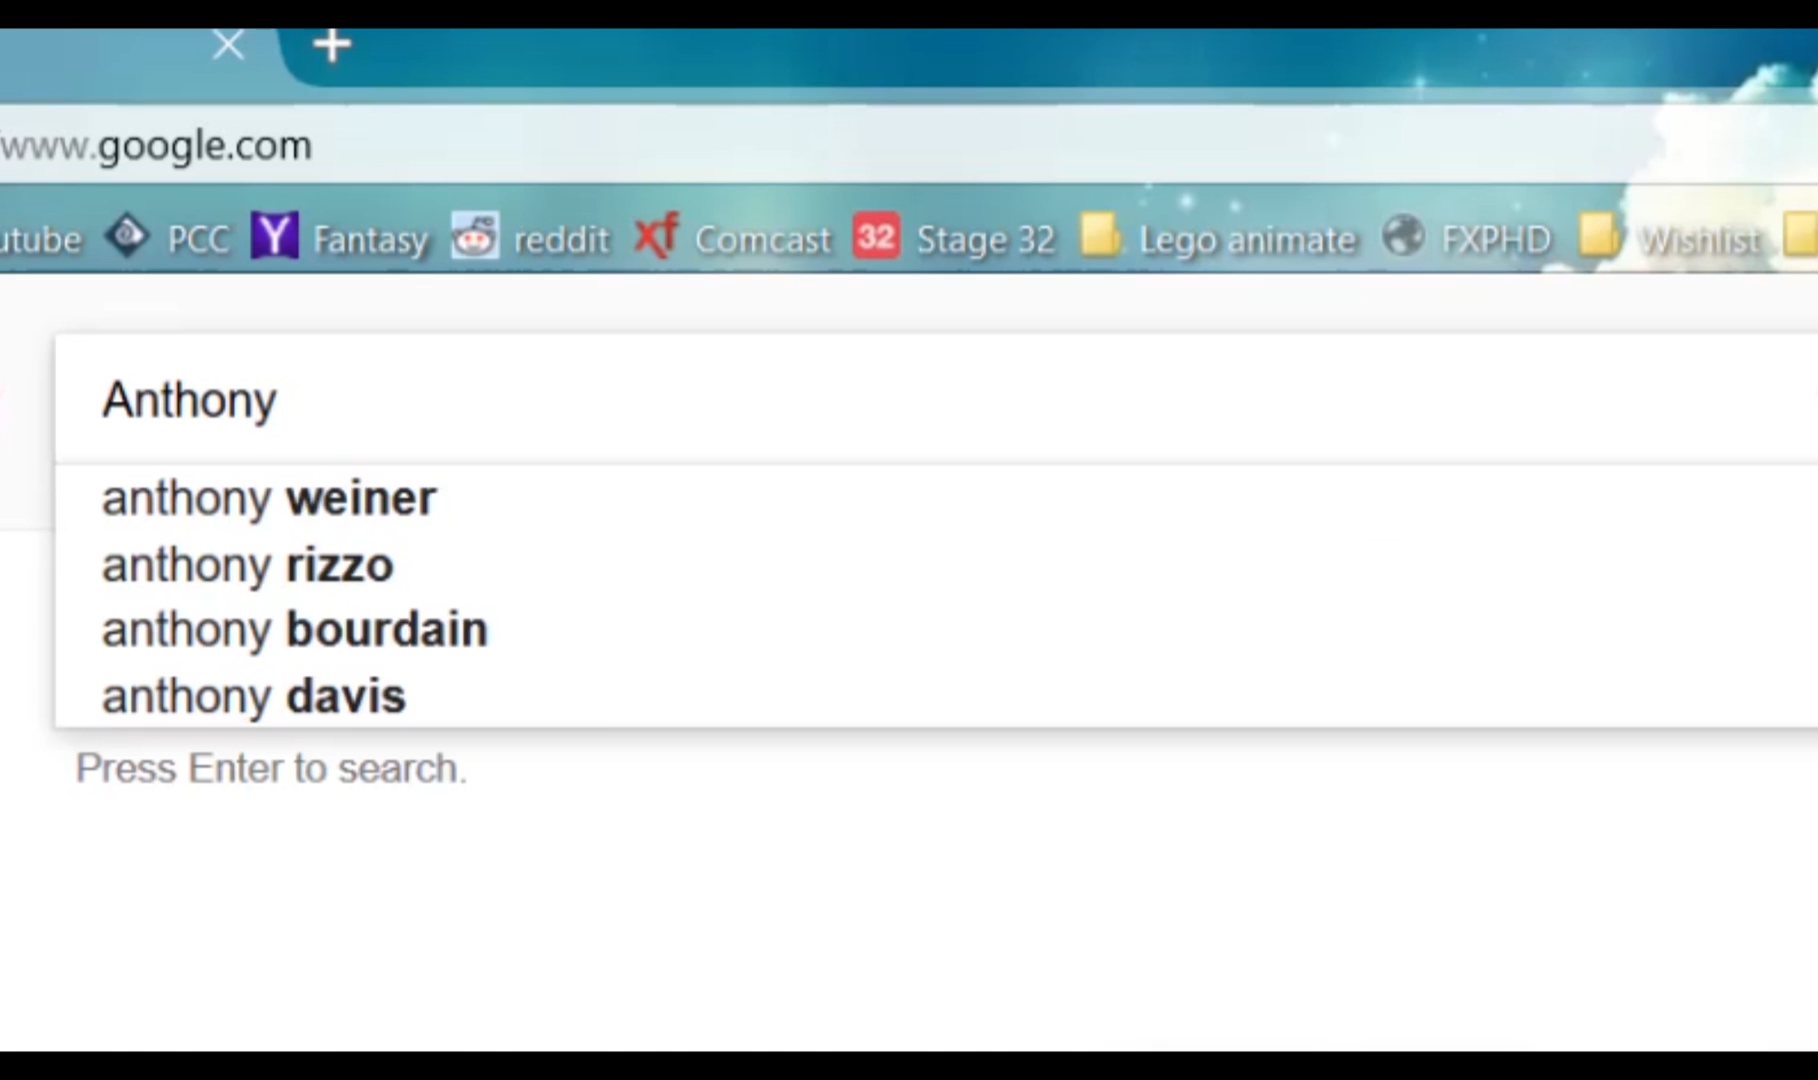 www.google.com
utube PCC Y Fantasy reddit xf Comcast 32 Stage 32 Lego animate FXPHD Wishlist
Anthony
anthony weiner
anthony rizzo
anthony bourdain
anthony davis
Press Enter to search.